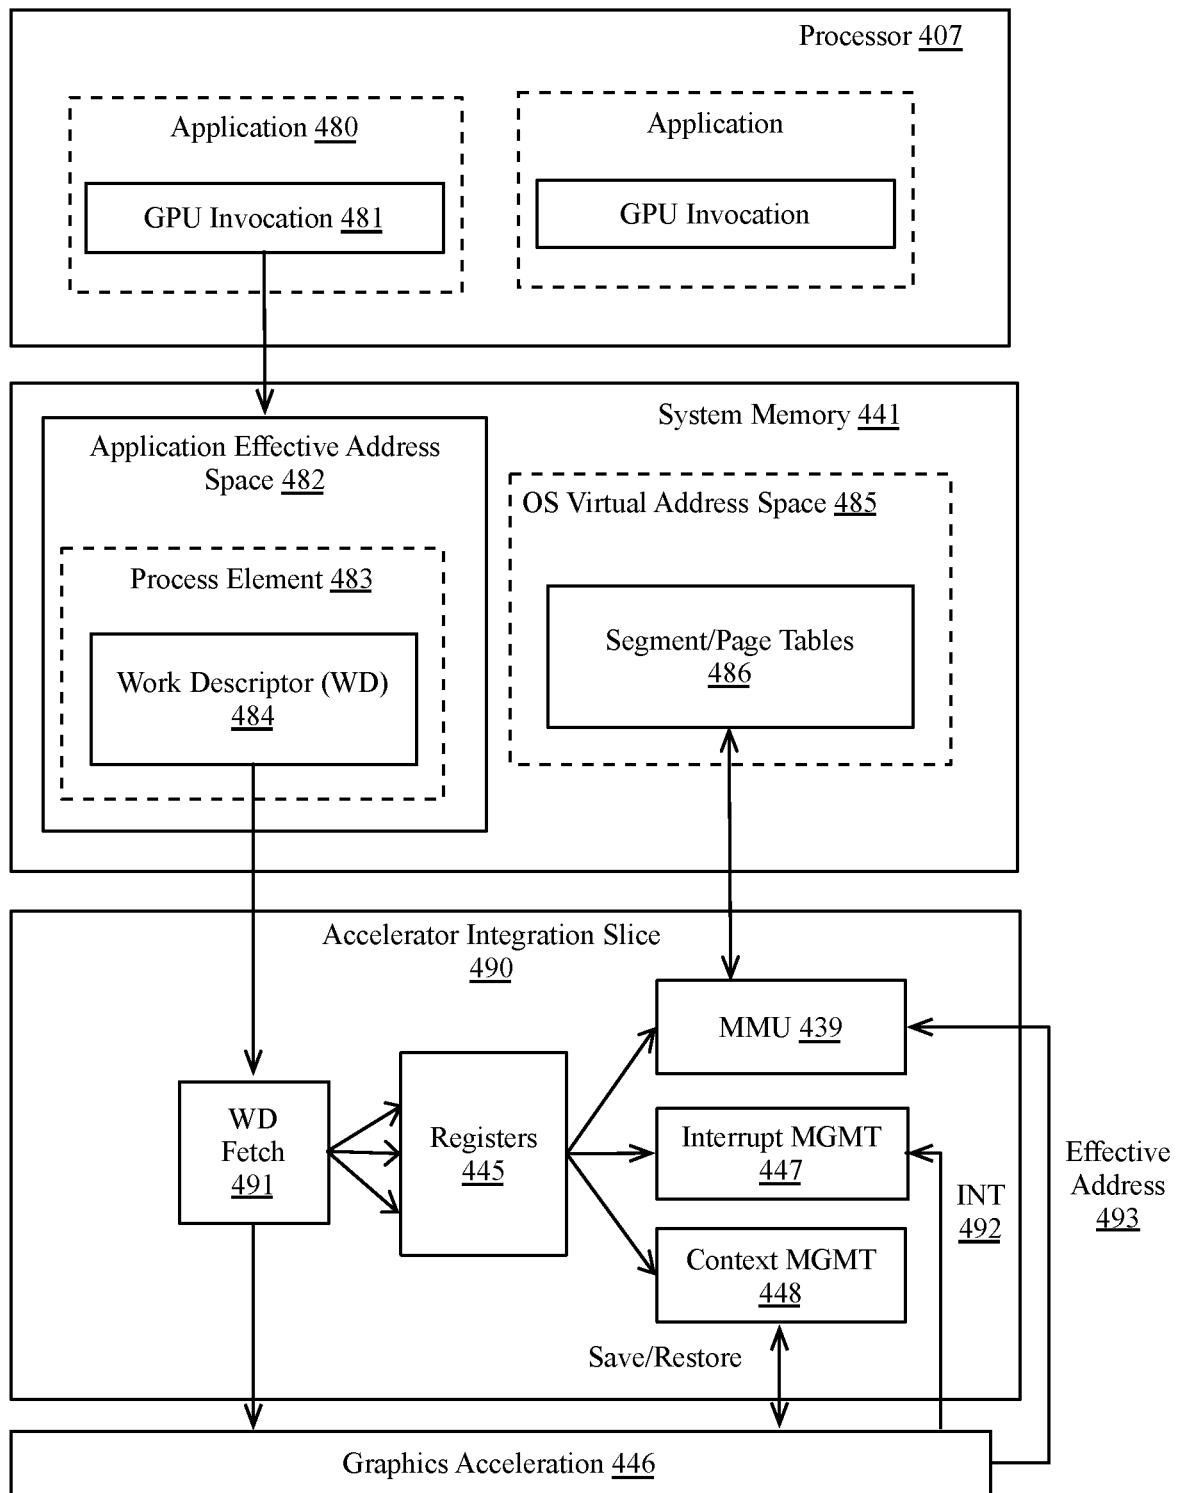 Processor 407
Application 480
GPU Invocation 481
Application
GPU Invocation
System Memory 441
Application Effective Address
Space 482
Process Element 483
Work Descriptor (WD)
484
OS Virtual Address Space 485
Segment/Page Tables
486
Accelerator Integration Slice
490
WD
Fetch
491
Registers
445
MMU 439
Interrupt MGMT
447
Context MGMT
448
Save/Restore
INT
492
Effective
Address
493
Graphics Acceleration 446